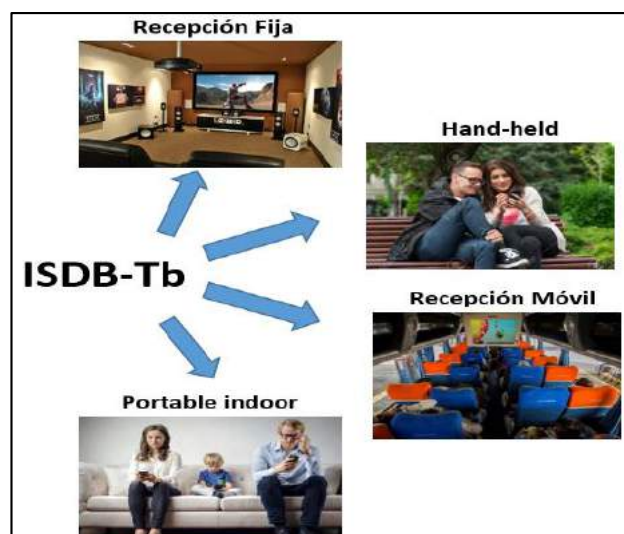 Recepción Fija
Hand-held
ISDB-Tb
Recepción Móvil
Portable indoor